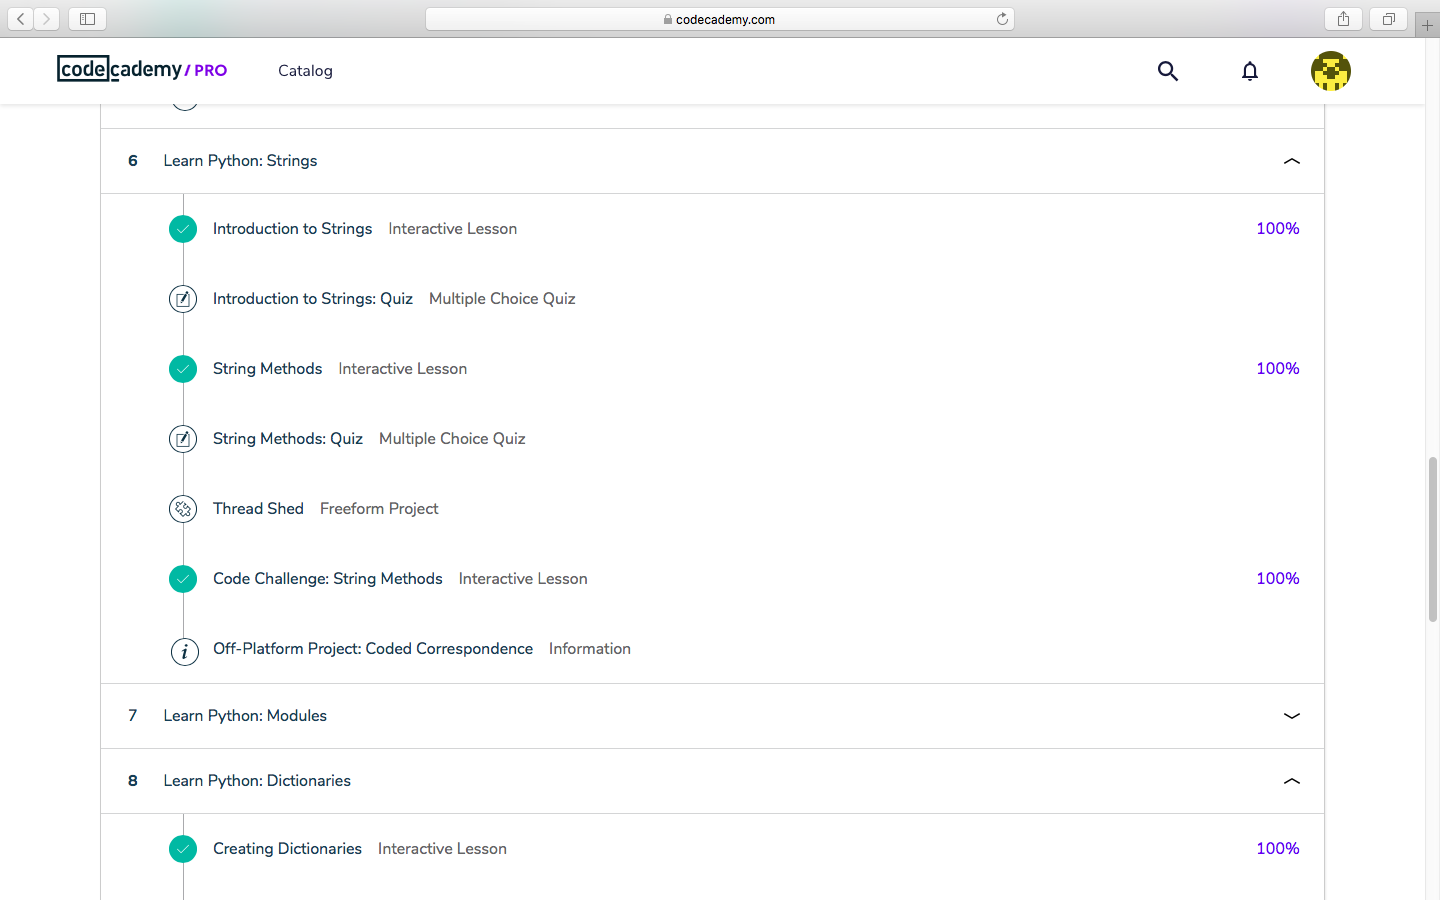 codecademy.com
codecademy/PRO Catalog
6 Learn Python: Strings
Introduction to Strings Interactive Lesson 100%
Introduction to Strings: Quiz Multiple Choice Quiz
String Methods Interactive Lesson 100%
String Methods: Quiz Multiple Choice Quiz
Thread Shed Freeform Project
Code Challenge: String Methods Interactive Lesson 100%
i Off-Platform Project: Coded Correspondence Information
7 Learn Python: Modules
8 Learn Python: Dictionaries
Creating Dictionaries Interactive Lesson 100%